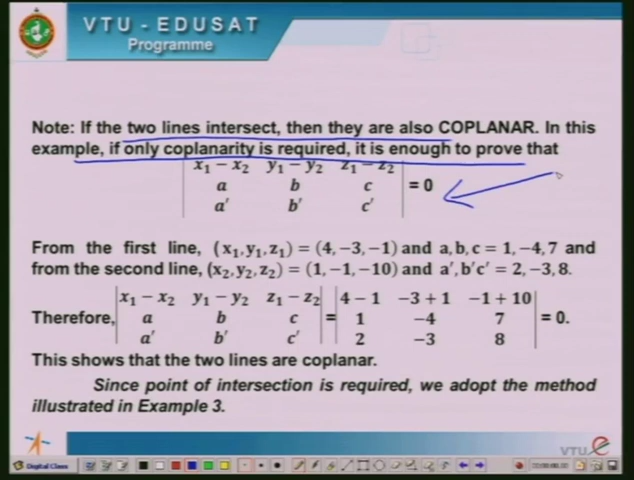 VTU - EDUSAT
Programme
Note: If the two lines intersect, then they are also COPLANAR. In this
example, if only coplanarity is required, it is enough to prove that
x₁ − x₂ y₁ − y₂ z₁ − z₂
a b c = 0
a′ b′ c′
From the first line, (x₁,y₁,z₁) = (4,−3,−1) and a,b,c = 1,−4,7 and
from the second line, (x₂,y₂,z₂) = (1,−1,−10) and a′,b′c′ = 2,−3,8.
|x₁ − x₂ y₁ − y₂ z₁ − z₂| |4 − 1 −3 + 1 −1 + 10|
Therefore, | a b c | = | 1 −4 7 | = 0.
| a′ b′ c′ | | 2 −3 8 |
This shows that the two lines are coplanar.
Since point of intersection is required, we adopt the method
illustrated in Example 3.
VTU e
Digital Class